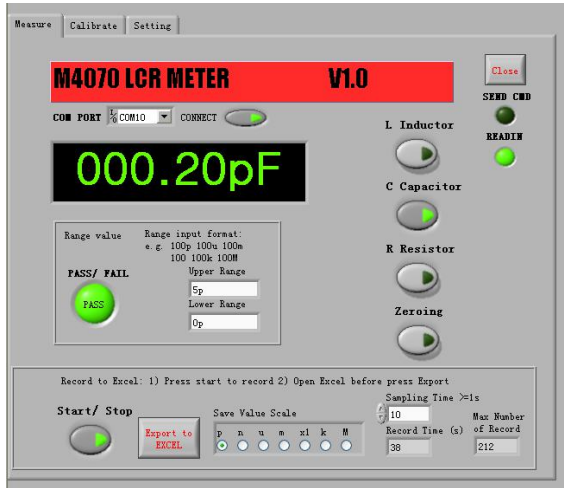 Measure Calibrate Setting
M4070 LCR METER V1.0
Close
SEND CMD
COM PORT COM10 CONNECT
READIN
L Inductor
000.20pF
C Capacitor
Range value Range input format:
e.g. 100p 100u 100m
100 100k 100M
R Resistor
PASS/ FAIL Upper Range
5p
PASS
Lower Range
0p
Zeroing
Record to Excel: 1) Press start to record 2) Open Excel before press Export
Sampling Time >=1s
Start/ Stop Save Value Scale 10 Max Number
Export to p n u m x1 k M Record Time (s) of Record
EXCEL 38 212